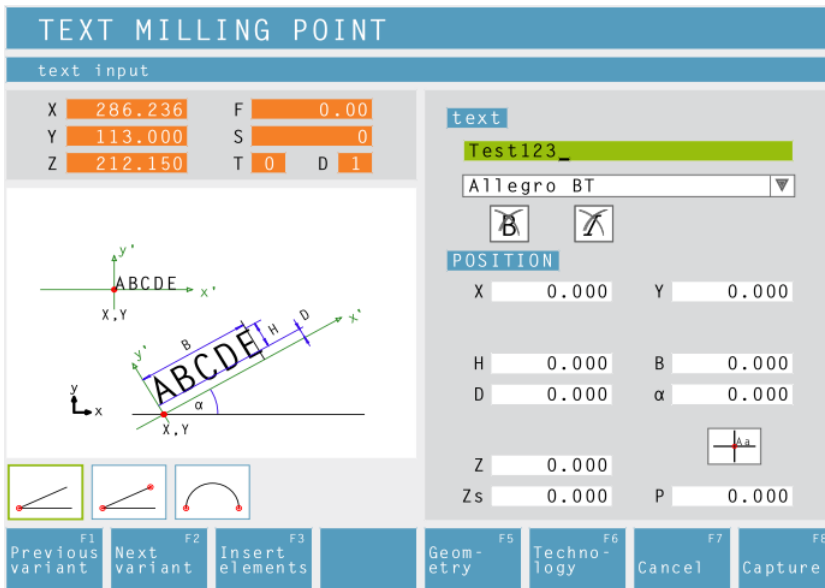 TEXT MILLING POINT
text input
X 286.236 F 0.00
Y 113.000 S 0
Z 212.150 T 0 D 1
y'
ABCDE
x'
X,Y
D
H
B
x'
y'
ABCDE
α
y
x
X,Y
text
Test123_
Allegro BT
B I
POSITION
X 0.000 Y 0.000
H 0.000 B 0.000
D 0.000 α 0.000
Aa
Z 0.000
Zs 0.000 P 0.000
F1
Previous
variant
F2
Next
variant
F3
Insert
elements
F5
Geom-
etry
F6
Techno-
logy
F7
Cancel
F8
Capture